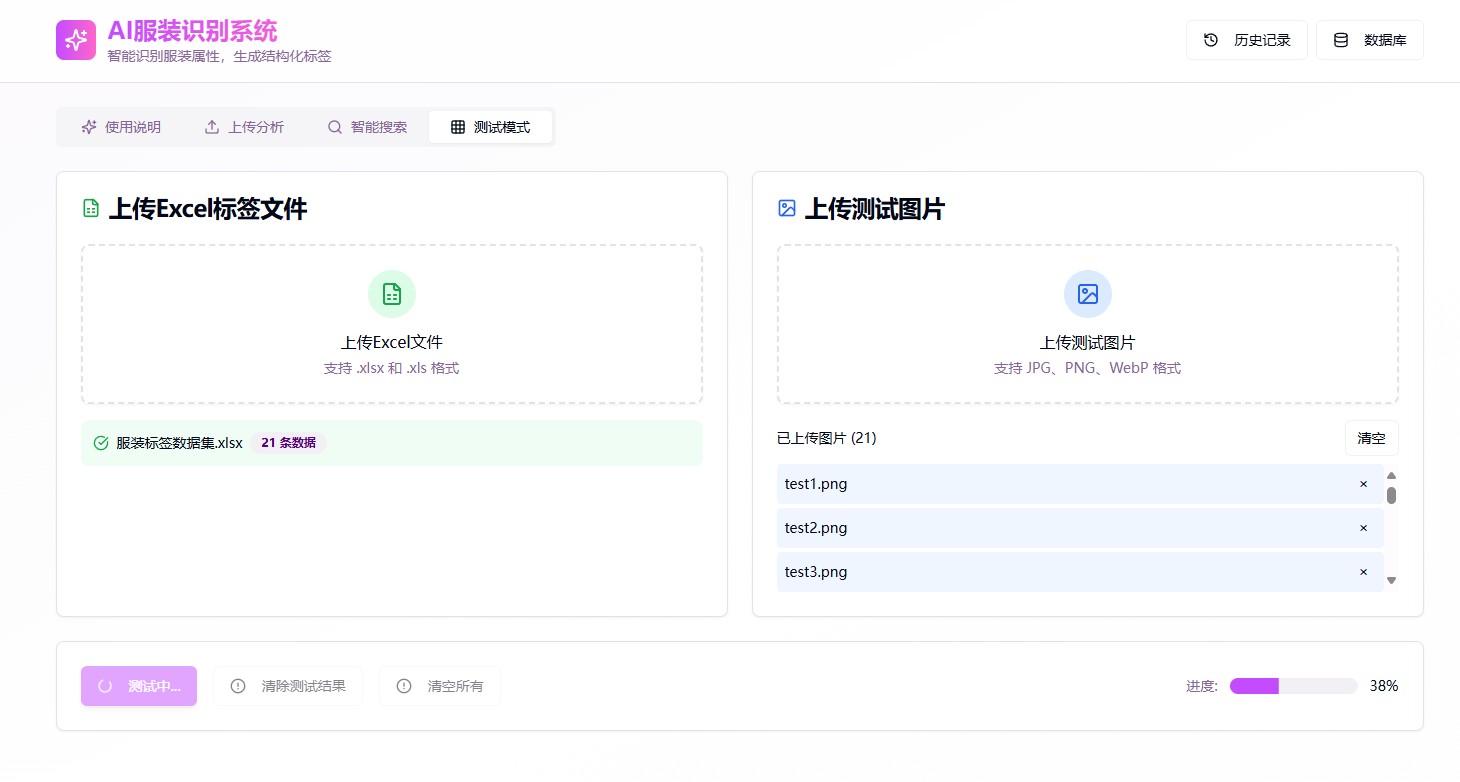 AI服装识别系统
智能识别服装属性，生成结构化标签
历史记录
数据库
使用说明
上传分析
智能搜索
测试模式
上传Excel标签文件
上传Excel文件
支持 .xlsx 和 .xls 格式
服装标签数据集.xlsx 21 条数据
上传测试图片
上传测试图片
支持 JPG、PNG、WebP 格式
已上传图片 (21)
清空
test1.png ×
test2.png ×
test3.png ×
测试中...
清除测试结果
清空所有
进度: 38%